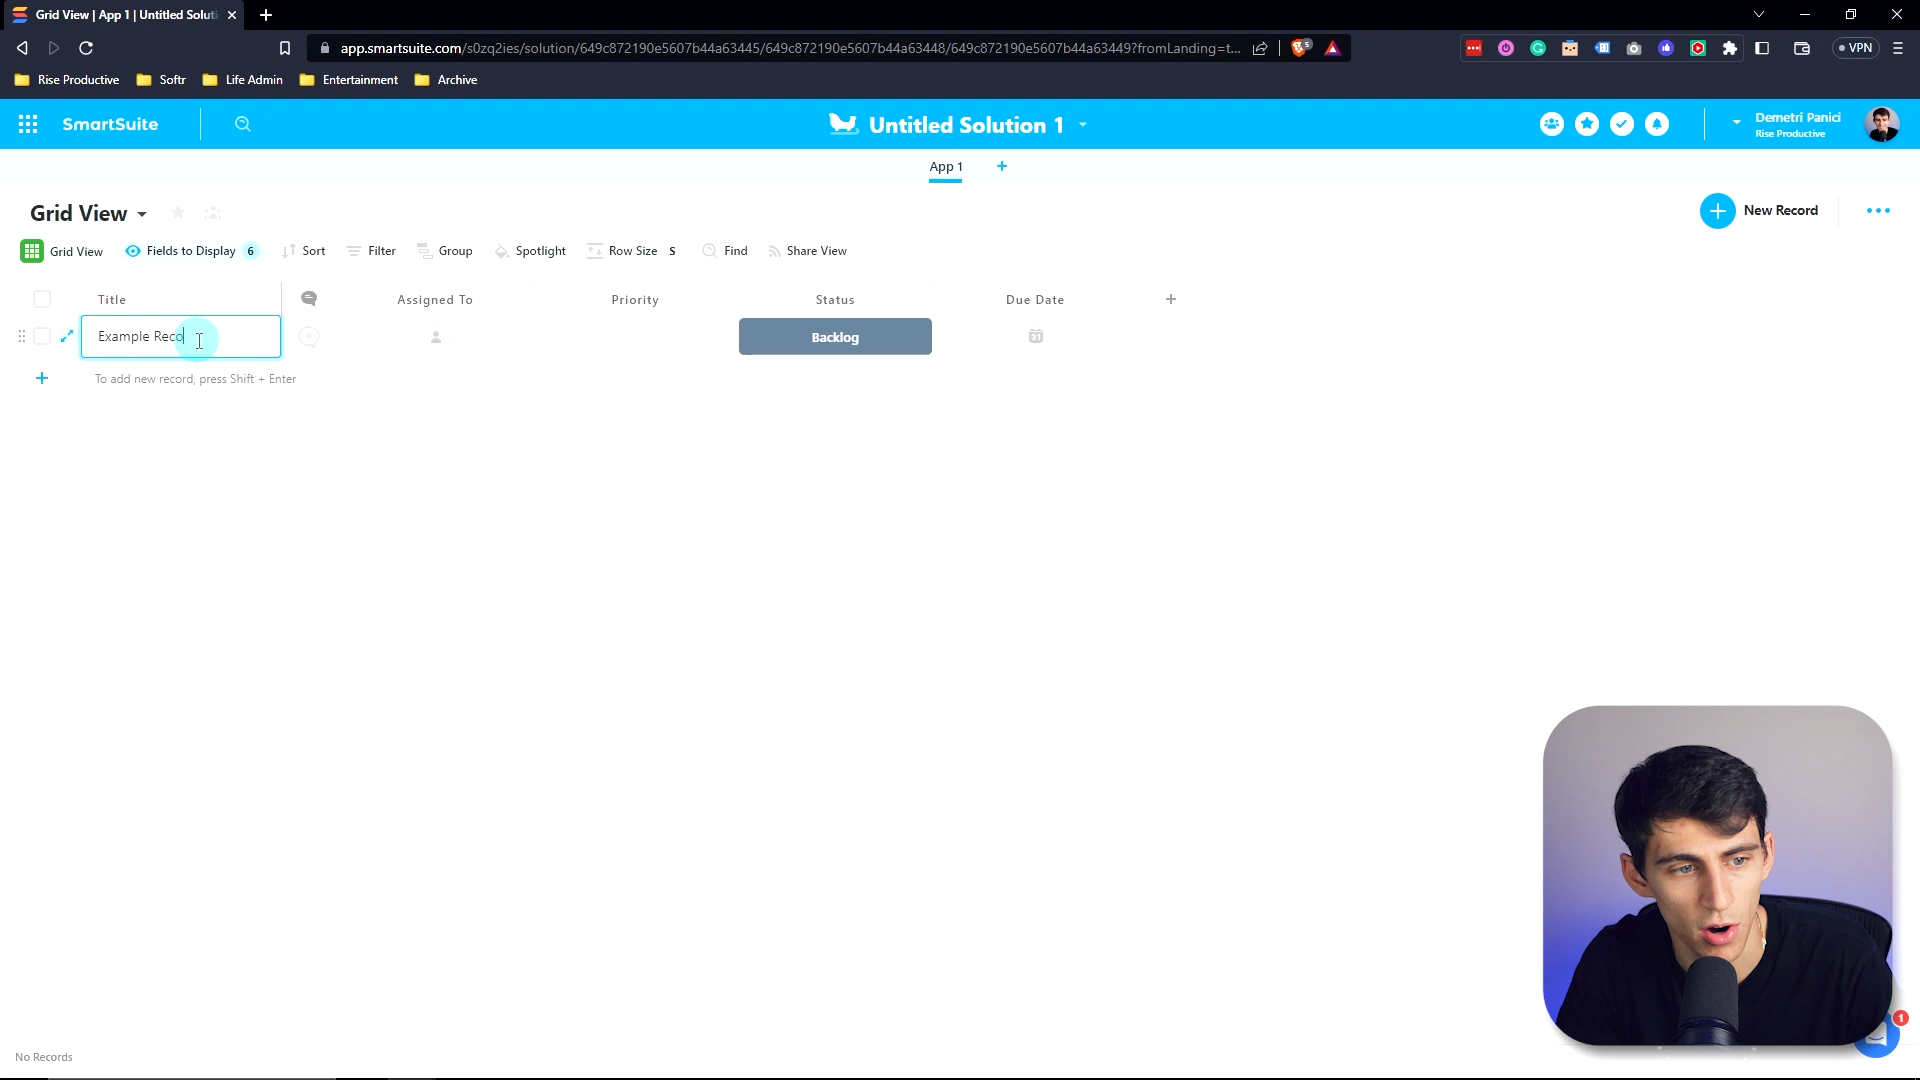 Grid View | App 1 | Untitled Soluti
app.smartsuite.com/s0zq2ies/solution/649c872190e5607b44a63445/649c872190e5607b44a63448/649c872190e5607b44a63449?fromLanding=t...
5
VPN
Rise Productive
Softr
Life Admin
Entertainment
Archive
SmartSuite
Untitled Solution 1
Demetri Panici
Rise Productive
App 1
Grid View
New Record
Grid View
Fields to Display 6
Sort
Filter
Group
Spotlight
Row Size S
Find
Share View
Title
Assigned To
Priority
Status
Due Date
Example Reco
Backlog
31
To add new record, press Shift + Enter
1
No Records